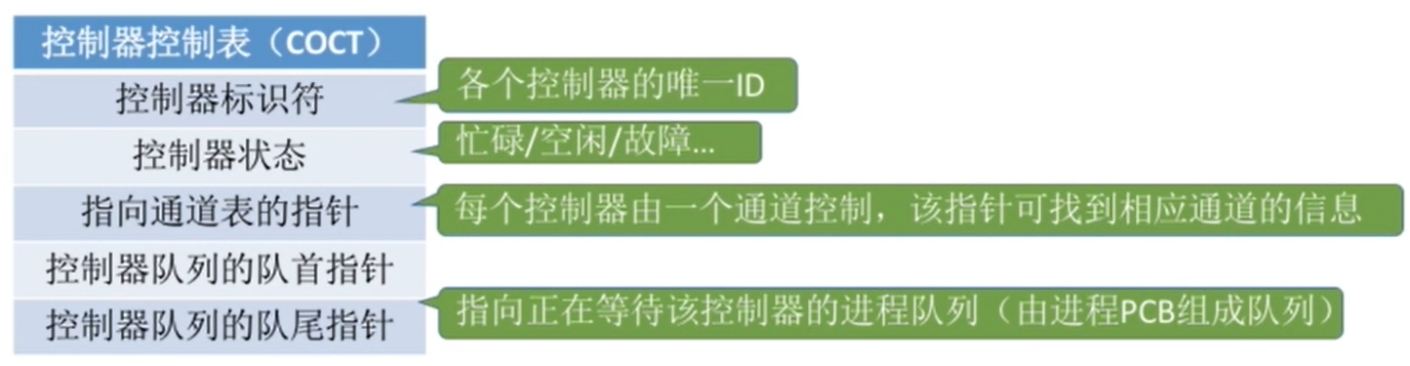 控制器控制表（COCT）
控制器标识符
各个控制器的唯一ID
控制器状态
忙碌/空闲/故障...
指向通道表的指针
每个控制器由一个通道控制，该指针可找到相应通道的信息
控制器队列的队首指针
控制器队列的队尾指针
指向正在等待该控制器的进程队列（由进程PCB组成队列）